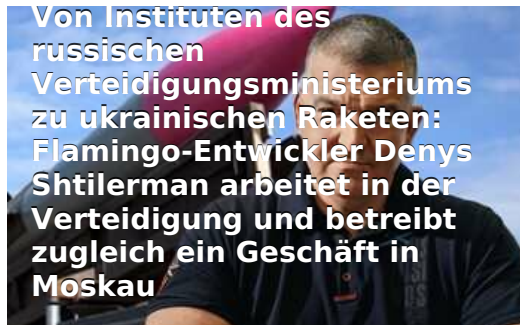 Von Instituten des
russischen
Verteidigungsministeriums
zu ukrainischen Raketen:
Flamingo-Entwickler Denys
Shtilerman arbeitet in der
Verteidigung und betreibt
zugleich ein Geschäft in
Moskau